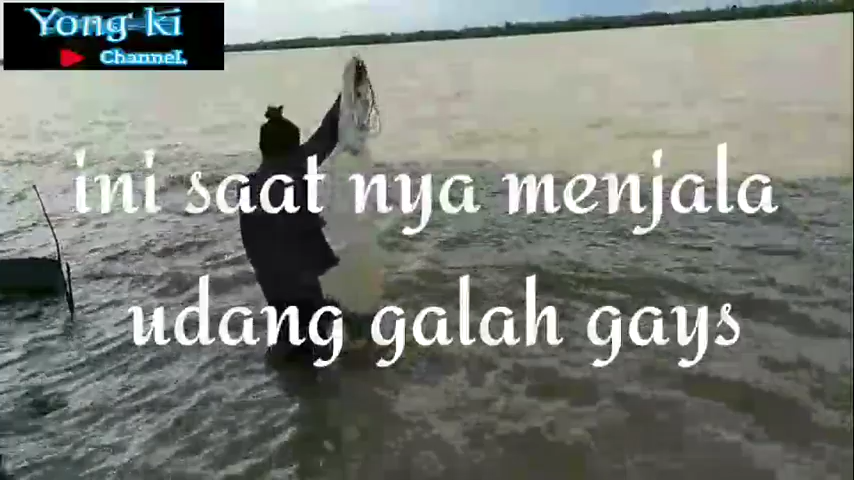 Yong-ki
Channel.
ini saat nya menjala
udang galah gays